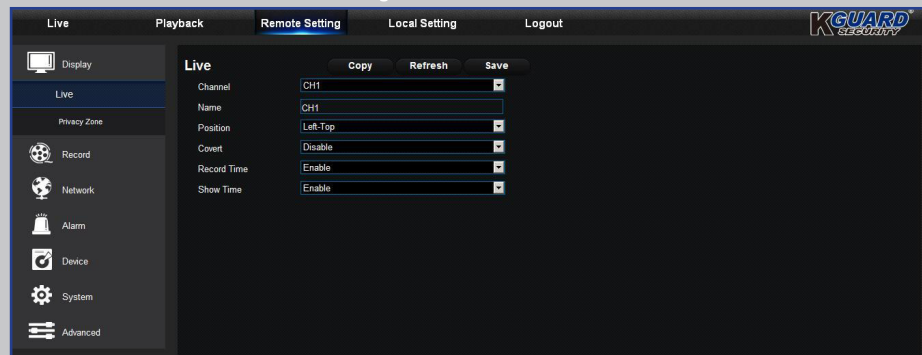 Live Playback Remote Setting Local Setting Logout
KGUARD
SECURITY
Display
Live
Privacy Zone
Record
Network
Alarm
Device
System
Advanced
Live Copy Refresh Save
Channel CH1
Name CH1
Position Left-Top
Covert Disable
Record Time Enable
Show Time Enable